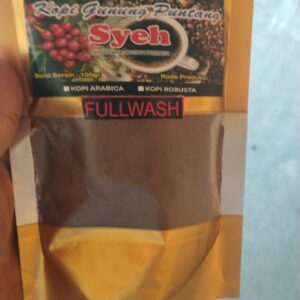 Kopi Gunung Puntang
Syeh
Berat Bersih : 100gr
Kode Produksi
KOPI ARABICA
KOPI ROBUSTA
FULLWASH